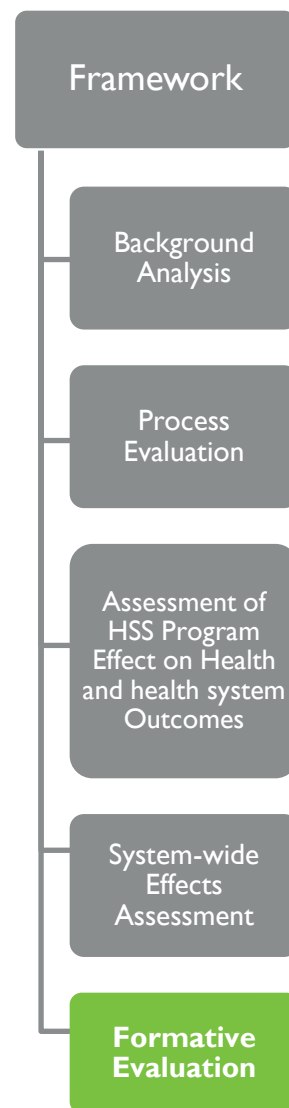 Framework
Background
Analysis
Process
Evaluation
Assessment of
HSS Program
Effect on Health
and health system
Outcomes
System-wide
Effects
Assessment
Formative
Evaluation